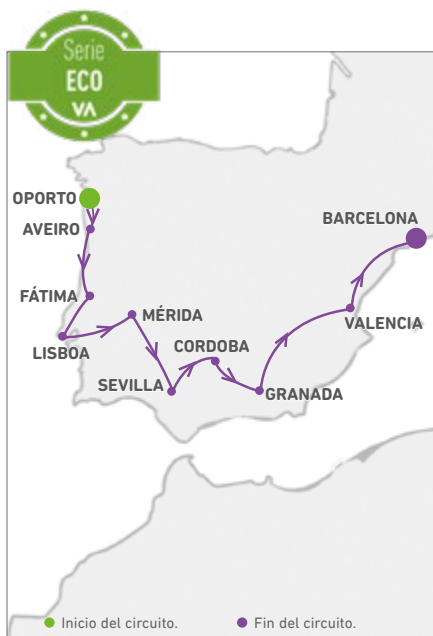 Serie
ECO
VA
OPORTO
AVEIRO
BARCELONA
FÁTIMA
MÉRIDA
VALENCIA
LISBOA
CORDOBA
SEVILLA
GRANADA
Inicio del circuito.
Fin del circuito.